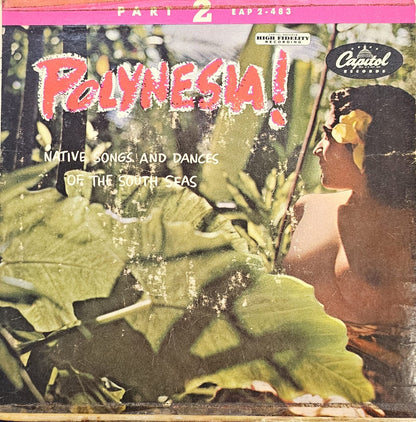 PART 2 EAP 2-483
HIGH FIDELITY
RECORDING
Capitol
RECORDS
POLYNESIA!
NATIVE SONGS AND DANCES
OF THE SOUTH SEAS